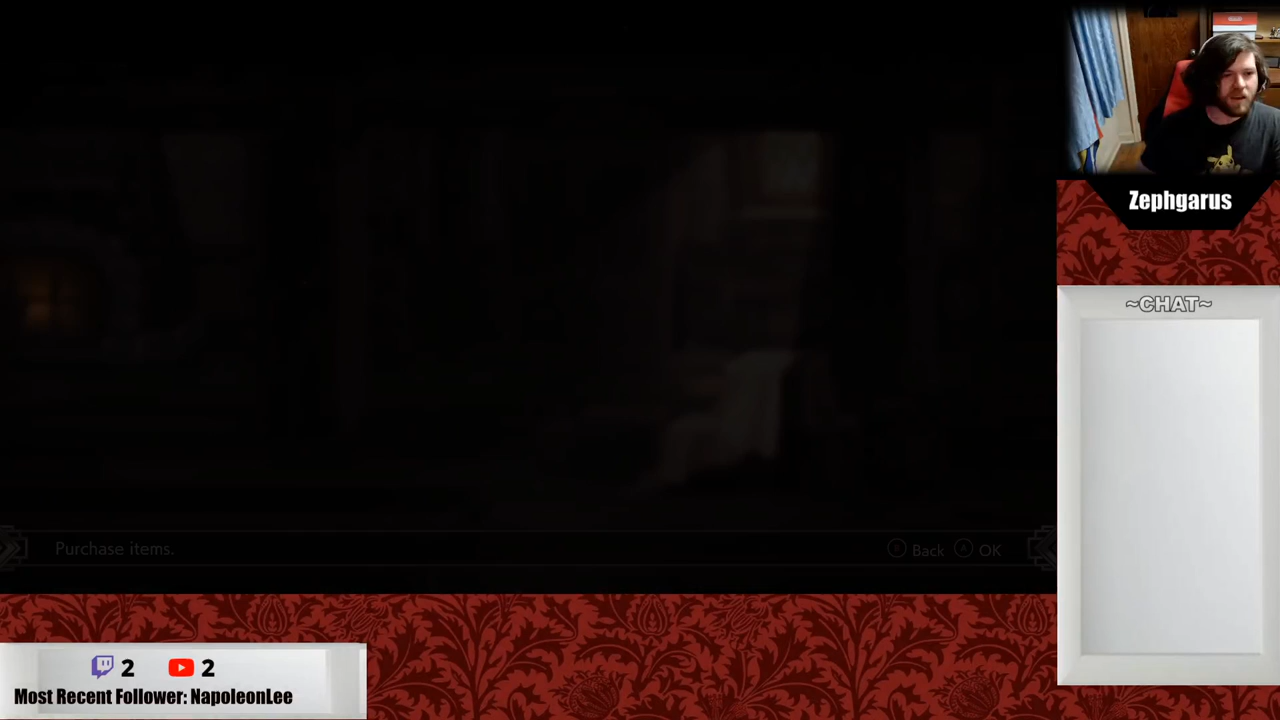 Zephgarus
~CHAT~
Purchase items.
Back
OK
2
2
Most Recent Follower: NapoleonLee